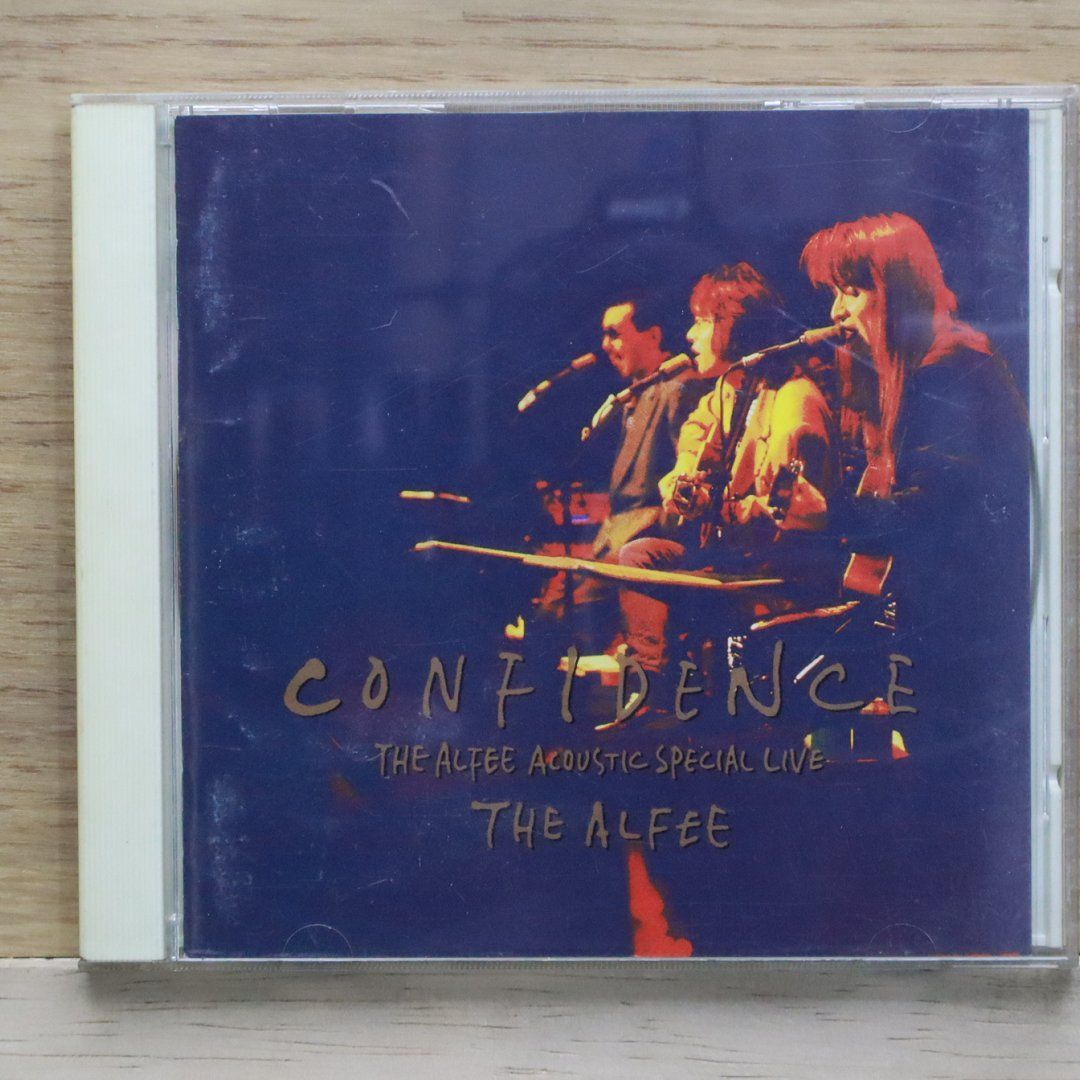 CONFIDENCE
THE ALFEE ACOUSTIC SPECIAL LIVE
THE ALFEE